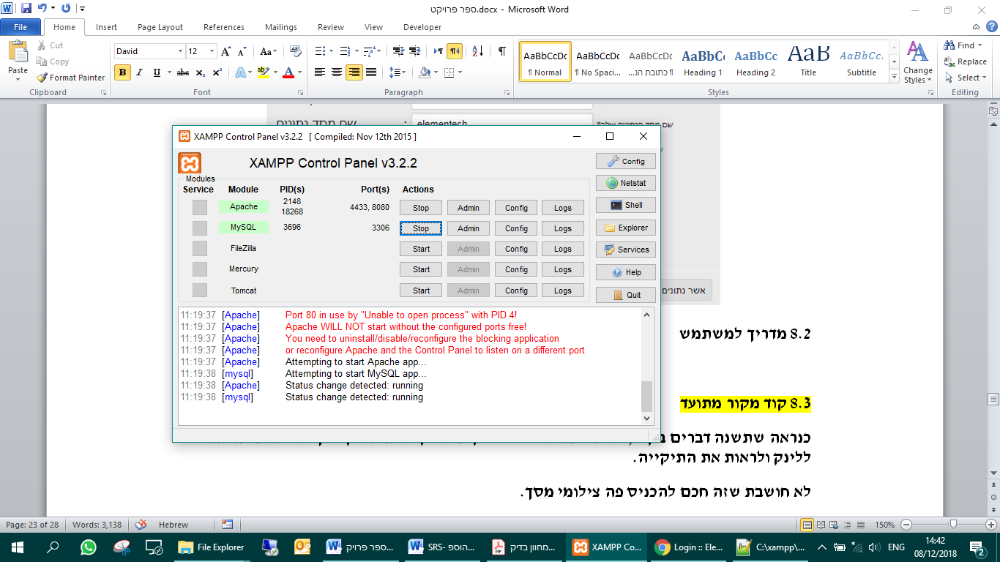 ספר פרויקט.docx - Microsoft Word
File Home Insert Page Layout References Mailings Review View Developer
Paste
Cut
Copy
Format Painter
Clipboard
David 12
Font
Paragraph
AaBbCcDc AaBbCcDc AaBbCcDc AaBbC AaBbCc AaB AaBbCcI
¶ Normal ¶ No Spaci... ¶ כתובת הנ... Heading 1 Heading 2 Title Subtitle
Styles
Change Styles
Find
Replace
Select
Editing
שם מסד נתונים : elementech *שם מסד הנתונים שלך
XAMPP Control Panel v3.2.2 [ Compiled: Nov 12th 2015 ]
XAMPP Control Panel v3.2.2
Modules
Service Module PID(s) Port(s) Actions
Apache 2148 18268 4433, 8080 Stop Admin Config Logs
MySQL 3696 3306 Stop Admin Config Logs
FileZilla Start Admin Config Logs
Mercury Start Admin Config Logs
Tomcat Start Admin Config Logs
Config
Netstat
Shell
Explorer
Services
Help
Quit
11:19:37 [Apache] Port 80 in use by "Unable to open process" with PID 4!
11:19:37 [Apache] Apache WILL NOT start without the configured ports free!
11:19:37 [Apache] You need to uninstall/disable/reconfigure the blocking application
11:19:37 [Apache] or reconfigure Apache and the Control Panel to listen on a different port
11:19:37 [Apache] Attempting to start Apache app...
11:19:38 [mysql] Attempting to start MySQL app...
11:19:38 [Apache] Status change detected: running
11:19:38 [mysql] Status change detected: running
אשר נתונים
8.2 מדריך למשתמש
8.3 קוד מקור מתועד
כנראה שתשנה דברים
ללינק ולראות את התיקייה.
לא חושבת שזה חכם להכניס פה צילומי מסך.
Page: 23 of 28 Words: 3,138 Hebrew 150%
File Explorer ספר פרויק... SRS- הוספ... מחוון בדיק... XAMPP Co... Login :: Ele... C:\xampp\... ENG 14:42
08/12/2018 2